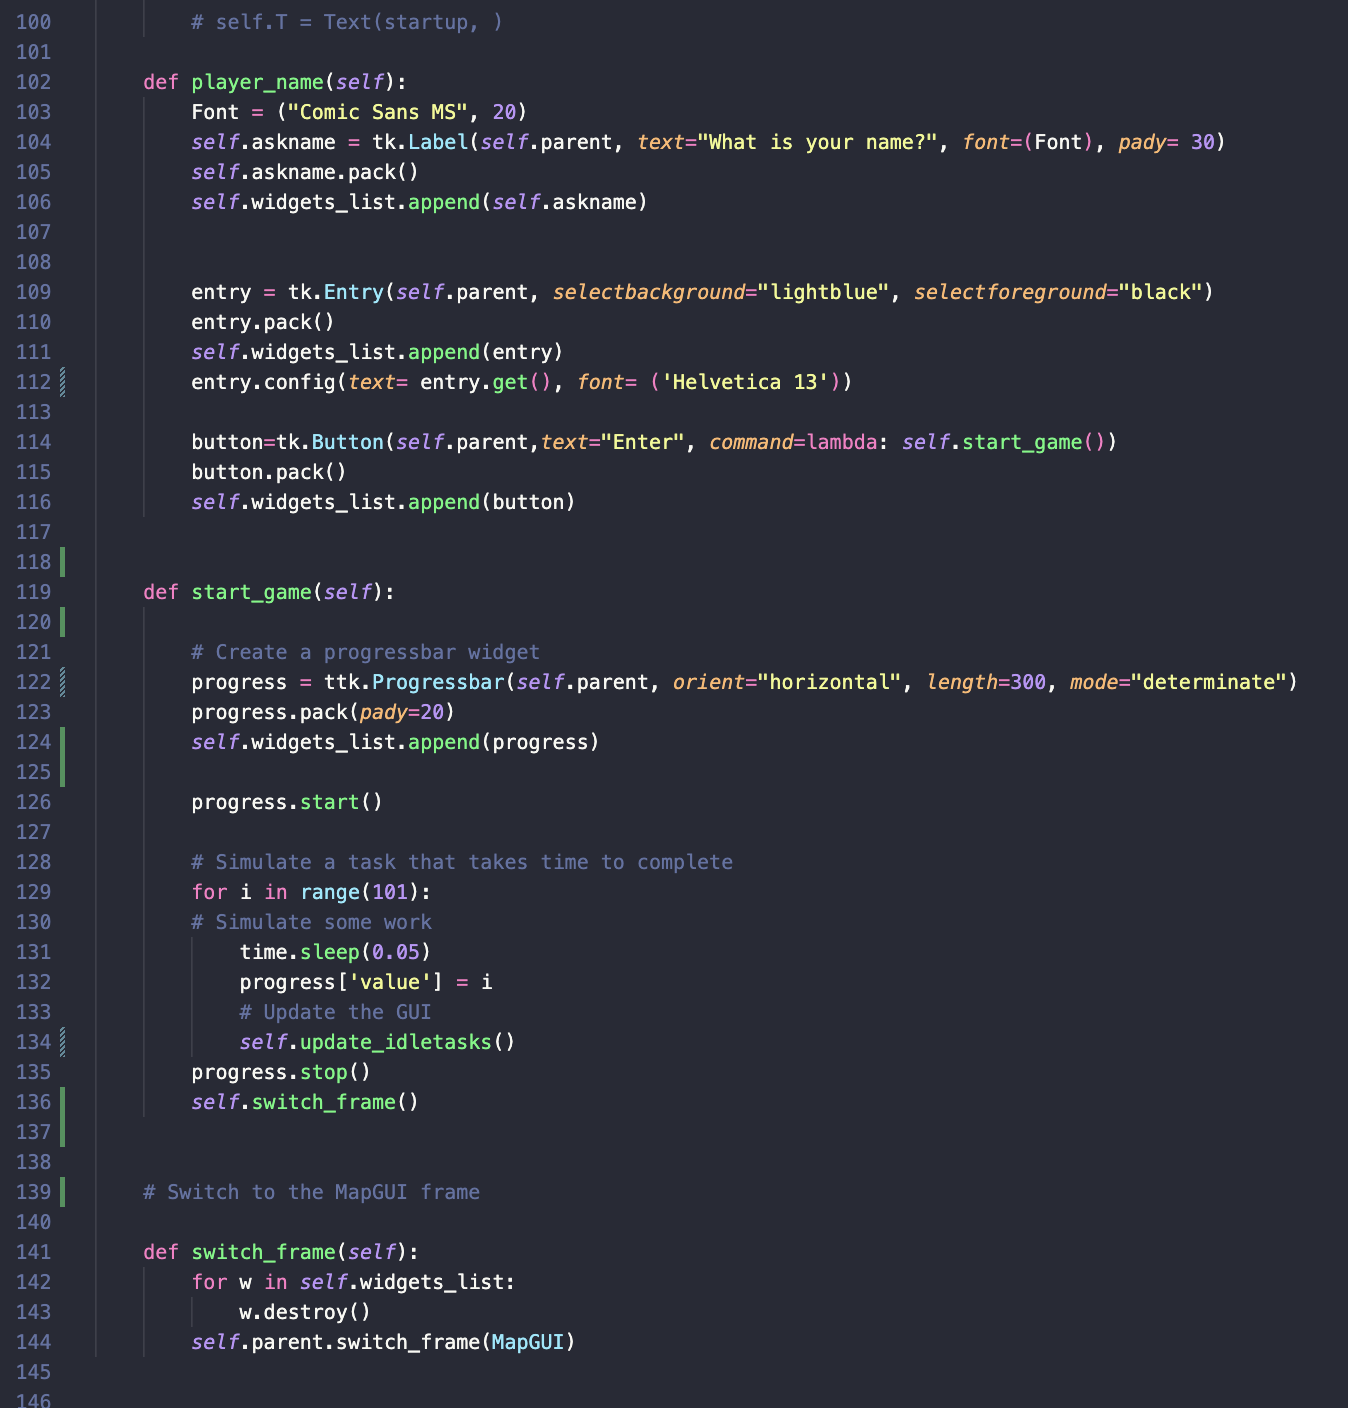 100 # self.T = Text(startup, )
101
102 def player_name(self):
103 Font = ("Comic Sans MS", 20)
104 self.askname = tk.Label(self.parent, text="What is your name?", font=(Font), pady= 30)
105 self.askname.pack()
106 self.widgets_list.append(self.askname)
107
108
109 entry = tk.Entry(self.parent, selectbackground="lightblue", selectforeground="black")
110 entry.pack()
111 self.widgets_list.append(entry)
112 entry.config(text= entry.get(), font= ('Helvetica 13'))
113
114 button=tk.Button(self.parent,text="Enter", command=lambda: self.start_game())
115 button.pack()
116 self.widgets_list.append(button)
117
118
119 def start_game(self):
120
121 # Create a progressbar widget
122 progress = ttk.Progressbar(self.parent, orient="horizontal", length=300, mode="determinate")
123 progress.pack(pady=20)
124 self.widgets_list.append(progress)
125
126 progress.start()
127
128 # Simulate a task that takes time to complete
129 for i in range(101):
130 # Simulate some work
131 time.sleep(0.05)
132 progress['value'] = i
133 # Update the GUI
134 self.update_idletasks()
135 progress.stop()
136 self.switch_frame()
137
138
139 # Switch to the MapGUI frame
140
141 def switch_frame(self):
142 for w in self.widgets_list:
143 w.destroy()
144 self.parent.switch_frame(MapGUI)
145
146